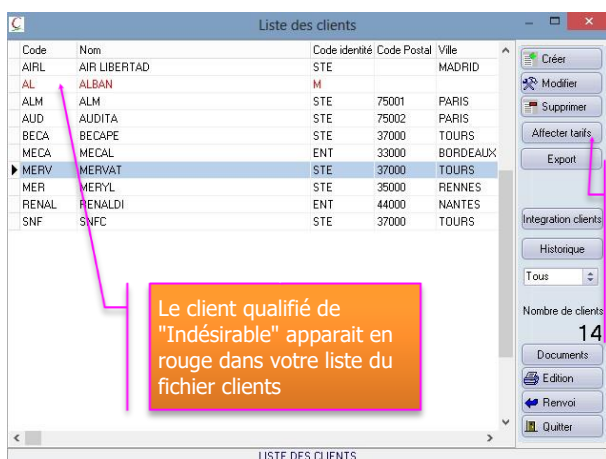 Liste des clients
Code Nom Code identité Code Postal Ville
AIRL AIR LIBERTAD STE MADRID
AL ALBAN M
ALM ALM STE 75001 PARIS
AUD AUDITA STE 75002 PARIS
BECA BECAPE STE 37000 TOURS
MECA MECAL ENT 33000 BORDEAUX
MERV MERVAT STE 37000 TOURS
MER MERYL STE 35000 RENNES
RENAL RENALDI ENT 44000 NANTES
SNF SNFC STE 37000 TOURS
Le client qualifié de
"Indésirable" apparait en
rouge dans votre liste du
fichier clients
Créer
Modifier
Supprimer
Affecter tarifs
Export
Integration clients
Historique
Tous
Nombre de clients
14
Documents
Edition
Renvoi
Quitter
LISTE DES CLIENTS